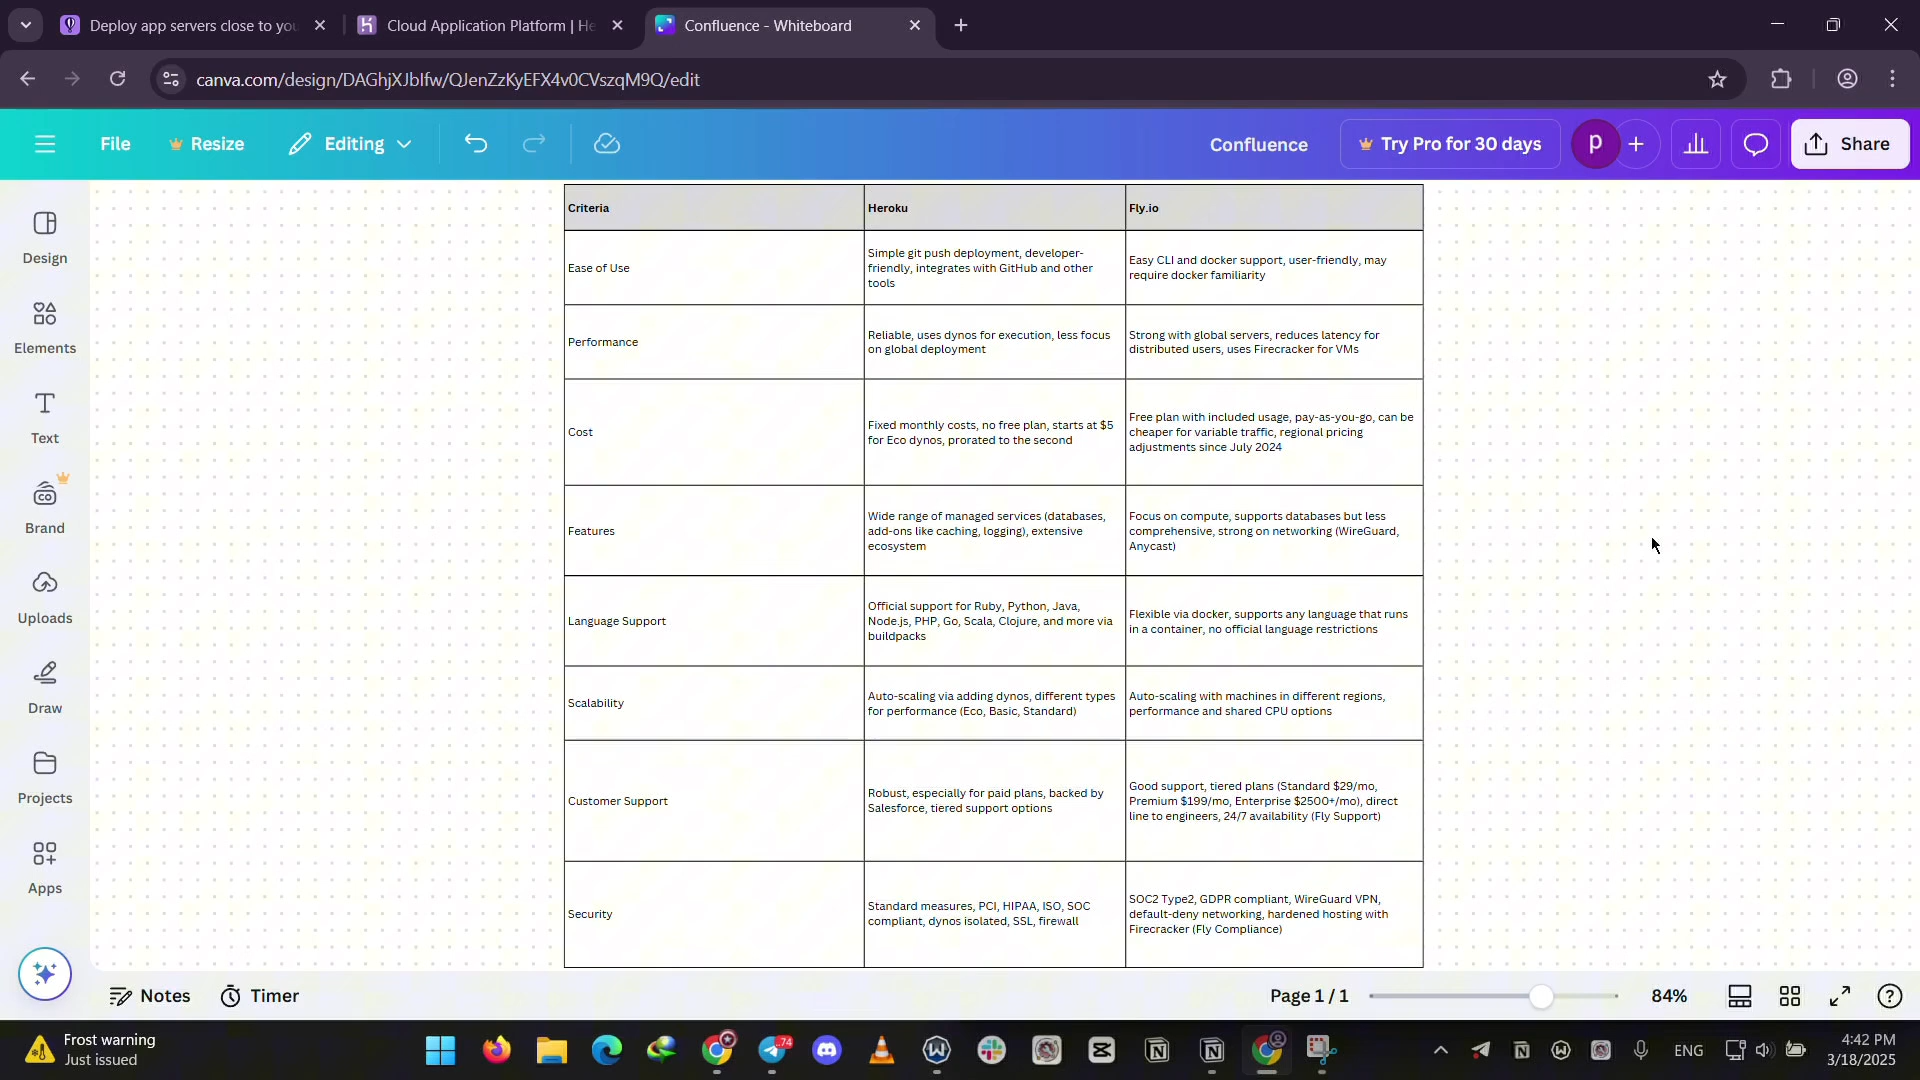 Deploy app servers close to you
Cloud Application Platform | He
Confluence - Whiteboard
canva.com/design/DAGhjXJbIfw/QJenZzKyEFX4v0CVszqM9Q/edit
File
Resize
Editing
Confluence
Try Pro for 30 days
p
Share
Design
Elements
Text
Brand
Uploads
Draw
Projects
Apps
Criteria
Heroku
Fly.io
Ease of Use
Simple git push deployment, developer-
friendly, integrates with GitHub and other
tools
Easy CLI and docker support, user-friendly, may
require docker familiarity
Performance
Reliable, uses dynos for execution, less focus
on global deployment
Strong with global servers, reduces latency for
distributed users, uses Firecracker for VMs
Cost
Fixed monthly costs, no free plan, starts at $5
for Eco dynos, prorated to the second
Free plan with included usage, pay-as-you-go, can be
cheaper for variable traffic, regional pricing
adjustments since July 2024
Features
Wide range of managed services (databases,
add-ons like caching, logging), extensive
ecosystem
Focus on compute, supports databases but less
comprehensive, strong on networking (WireGuard,
Anycast)
Language Support
Official support for Ruby, Python, Java,
Node.js, PHP, Go, Scala, Clojure, and more via
buildpacks
Flexible via docker, supports any language that runs
in a container, no official language restrictions
Scalability
Auto-scaling via adding dynos, different types
for performance (Eco, Basic, Standard)
Auto-scaling with machines in different regions,
performance and shared CPU options
Customer Support
Robust, especially for paid plans, backed by
Salesforce, tiered support options
Good support, tiered plans (Standard $29/mo,
Premium $199/mo, Enterprise $2500+/mo), direct
line to engineers, 24/7 availability (Fly Support)
Security
Standard measures, PCI, HIPAA, ISO, SOC
compliant, dynos isolated, SSL, firewall
SOC2 Type2, GDPR compliant, WireGuard VPN,
default-deny networking, hardened hosting with
Firecracker (Fly Compliance)
Notes
Timer
Page 1 / 1
84%
Frost warning
Just issued
74
ENG
4:42 PM
3/18/2025